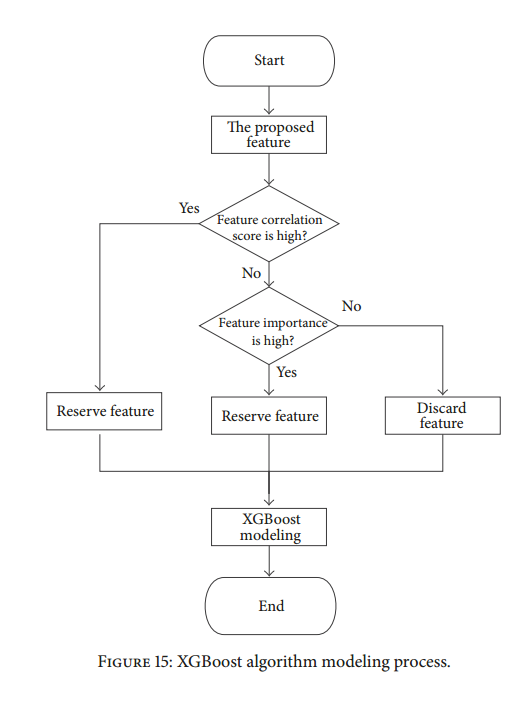 Start
The proposed
feature
Yes
Feature correlation
score is high?
No
No
Feature importance
is high?
Yes
Reserve feature
Reserve feature
Discard
feature
XGBoost
modeling
End
Figure 15: XGBoost algorithm modeling process.